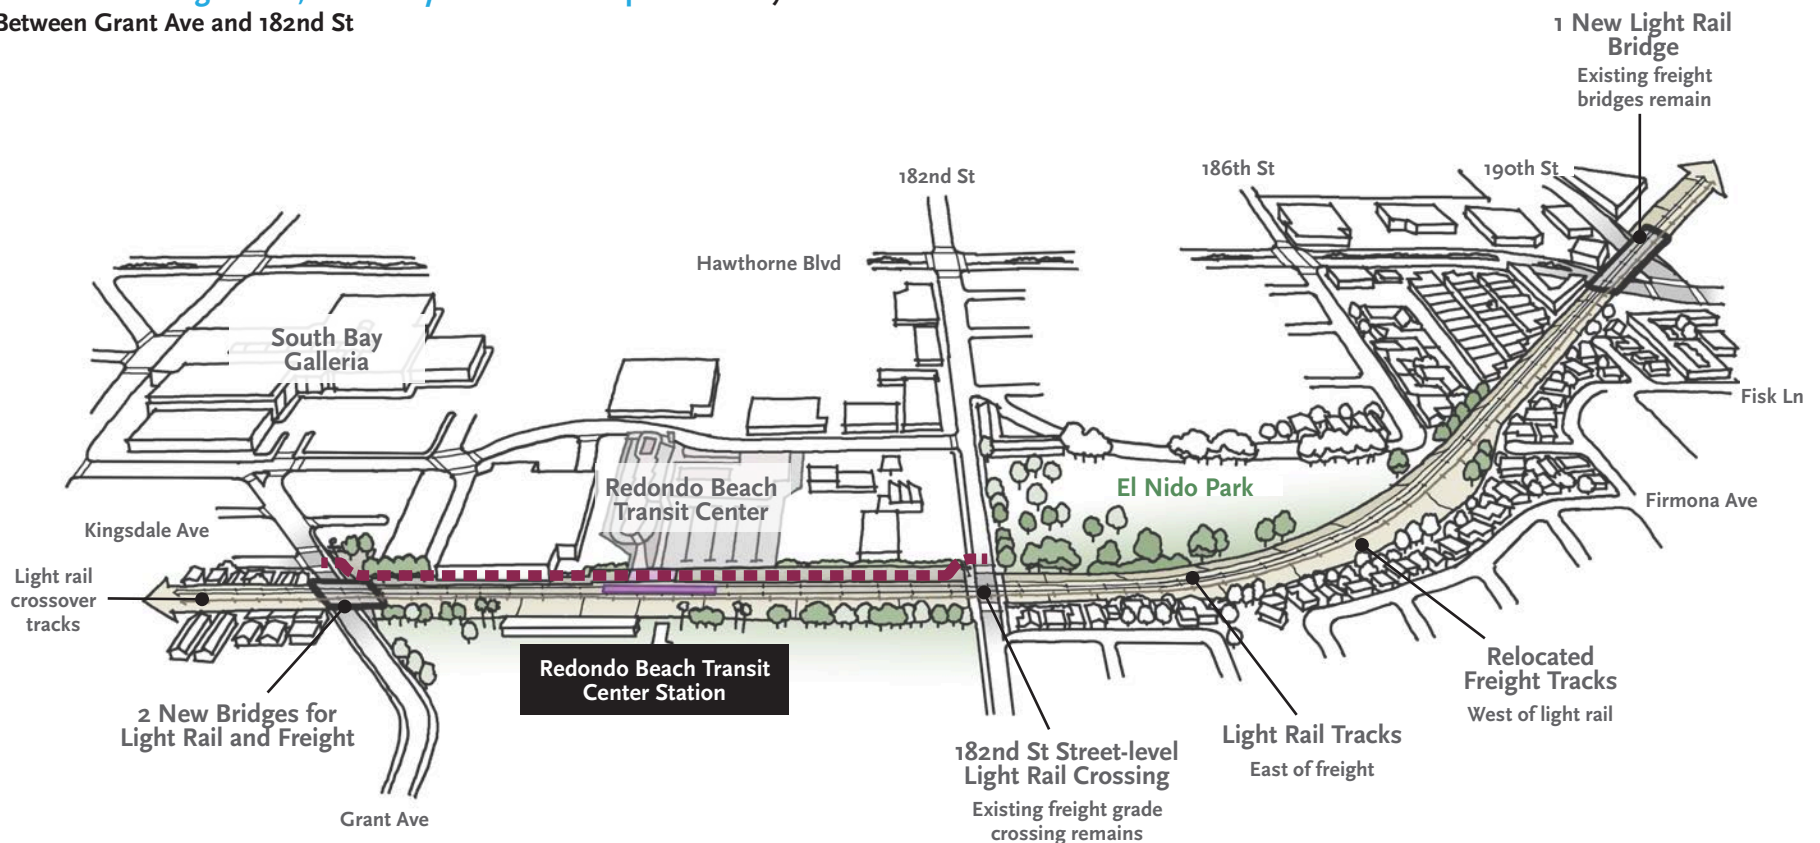 Between Grant Ave and 182nd St
1 New Light Rail
Bridge
Existing freight
bridges remain
182nd St
186th St
190th St
Hawthorne Blvd
South Bay
Galleria
Fisk Ln
Redondo Beach
Transit Center
El Nido Park
Firmona Ave
Kingsdale Ave
Light rail
crossover
tracks
Redondo Beach Transit
Center Station
Relocated
Freight Tracks
West of light rail
2 New Bridges for
Light Rail and Freight
Light Rail Tracks
East of freight
182nd St Street-level
Light Rail Crossing
Existing freight grade
crossing remains
Grant Ave